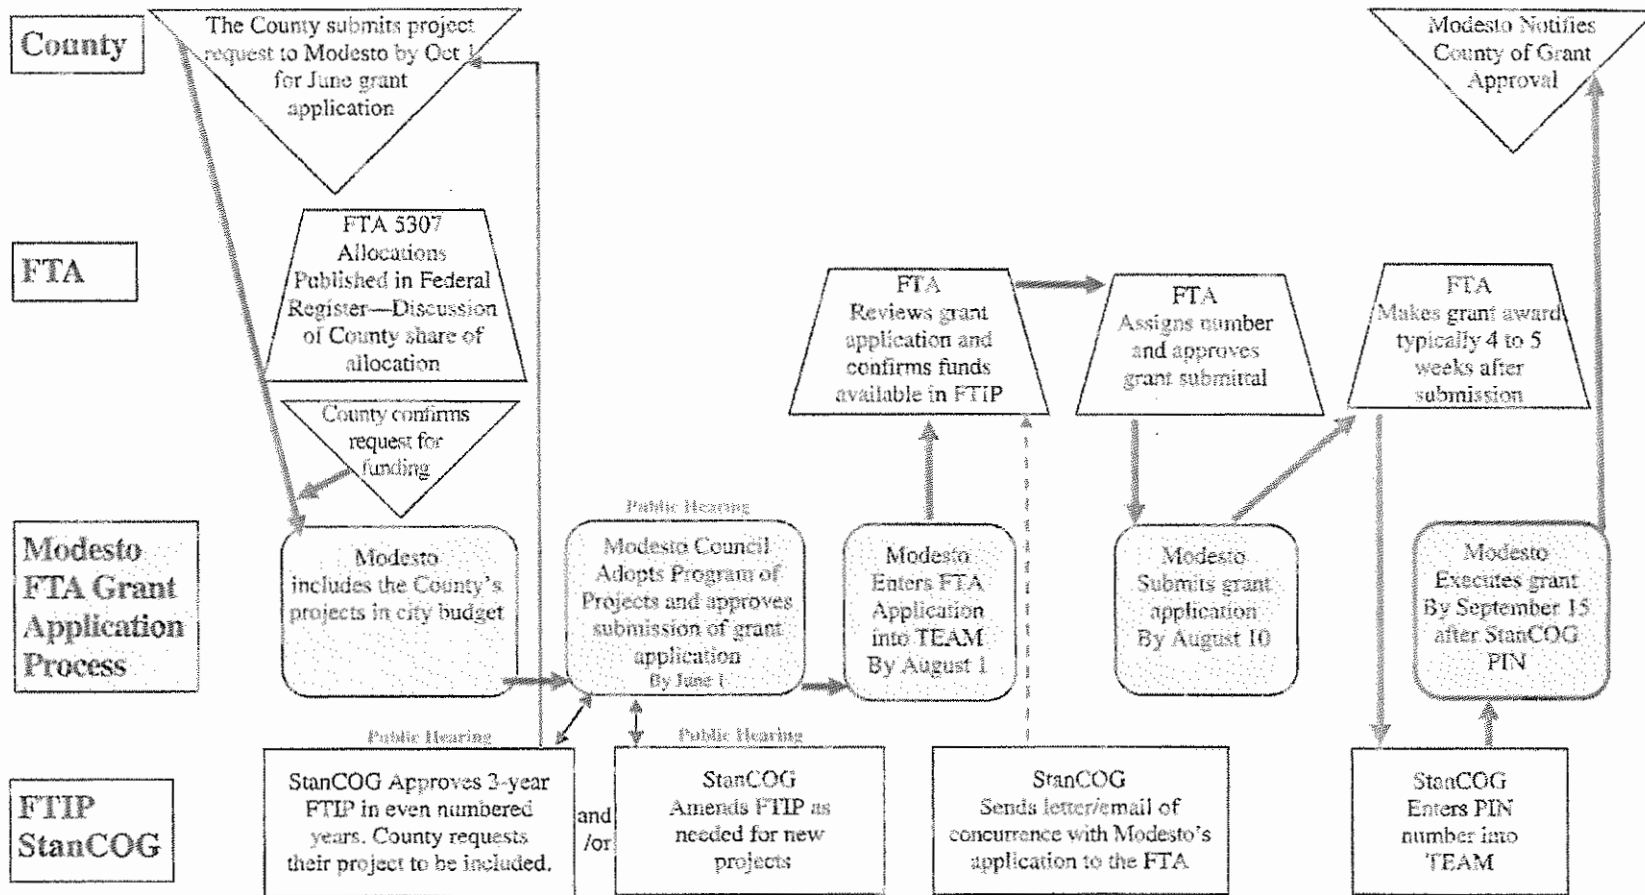 County
The County submits project
request to Modesto by Oct 1
for June grant
application
Modesto Notifies
County of Grant
Approval
FTA
FTA 5307
Allocations
Published in Federal
Register—Discussion
of County share of
allocation
County confirms
request for
funding
FTA
Reviews grant
application and
confirms funds
available in FTIP
FTA
Assigns number
and approves
grant submittal
FTA
Makes grant award
typically 4 to 5
weeks after
submission
Modesto
FTA Grant
Application
Process
Modesto
includes the County's
projects in city budget
Public Hearing
Modesto Council
Adopts Program of
Projects and approves
submission of grant
application
By June 1
Modesto
Enters FTA
Application
into TEAM
By August 1
Modesto
Submits grant
application
By August 10
Modesto
Executes grant
By September 15
after StanCOG
PIN
FTIP
StanCOG
Public Hearing
StanCOG Approves 3-year
FTIP in even numbered
years. County requests
their project to be included.
and
/or
Public Hearing
StanCOG
Amends FTIP as
needed for new
projects
StanCOG
Sends letter/email of
concurrence with Modesto's
application to the FTA
StanCOG
Enters PIN
number into
TEAM